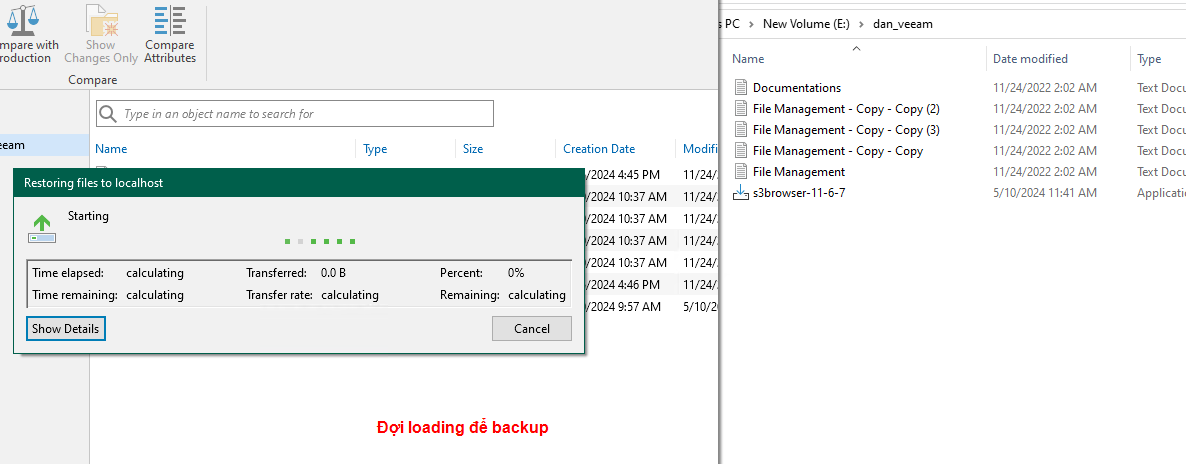 mpare with
roduction
Show
Changes Only
Compare
Attributes
Compare
eeam
Type in an object name to search for
Name Type Size Creation Date Modifi
2024 4:45 PM 11/24/
2024 10:37 AM 11/24/
2024 10:37 AM 11/24/
2024 10:37 AM 11/24/
2024 10:37 AM 11/24/
2024 4:46 PM 11/24/
2024 9:57 AM 5/10/20
Restoring files to localhost
Starting
Time elapsed: calculating Transferred: 0.0 B Percent: 0%
Time remaining: calculating Transfer rate: calculating Remaining: calculating
Show Details Cancel
Đợi loading để backup
s PC > New Volume (E:) > dan_veeam
Name Date modified Type
Documentations 11/24/2022 2:02 AM Text Docu
File Management - Copy - Copy (2) 11/24/2022 2:02 AM Text Docu
File Management - Copy - Copy (3) 11/24/2022 2:02 AM Text Docu
File Management - Copy - Copy 11/24/2022 2:02 AM Text Docu
File Management 11/24/2022 2:02 AM Text Docu
s3browser-11-6-7 5/10/2024 11:41 AM Applicatio